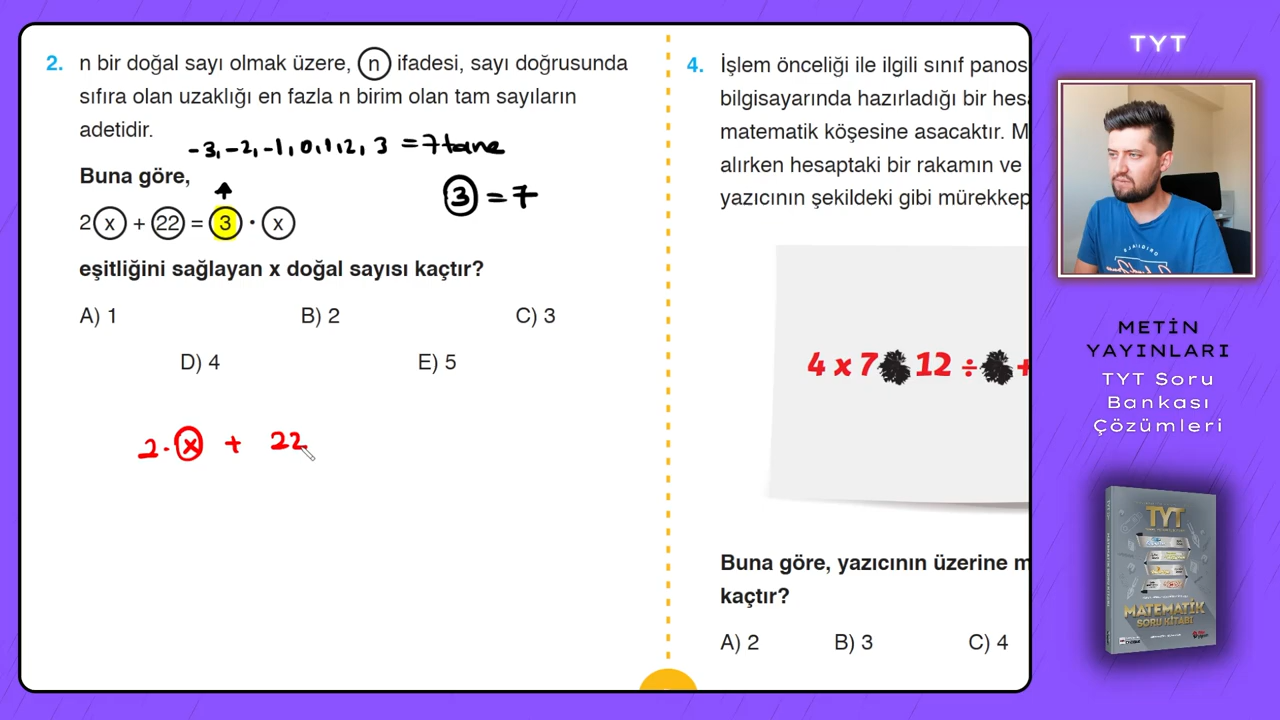 2. n bir doğal sayı olmak üzere, n ifadesi, sayı doğrusunda
sıfıra olan uzaklığı en fazla n birim olan tam sayıların
adetidir.
-3, -2, -1, 0, 1, 2, 3 = 7 tane
Buna göre,
3 = 7
2 x + 22 = 3 · x
eşitliğini sağlayan x doğal sayısı kaçtır?
A) 1 B) 2 C) 3
D) 4 E) 5
2 · x + 22
4. İşlem önceliği ile ilgili sınıf panos
bilgisayarında hazırladığı bir hes
matematik köşesine asacaktır. M
alırken hesaptaki bir rakamın ve
yazıcının şekildeki gibi mürekkep
4 x 7 12 ÷ +
Buna göre, yazıcının üzerine m
kaçtır?
A) 2 B) 3 C) 4
TYT
METİN
YAYINLARI
TYT Soru
Bankası
Çözümleri
TYT
MATEMATİK
SORU KİTABI